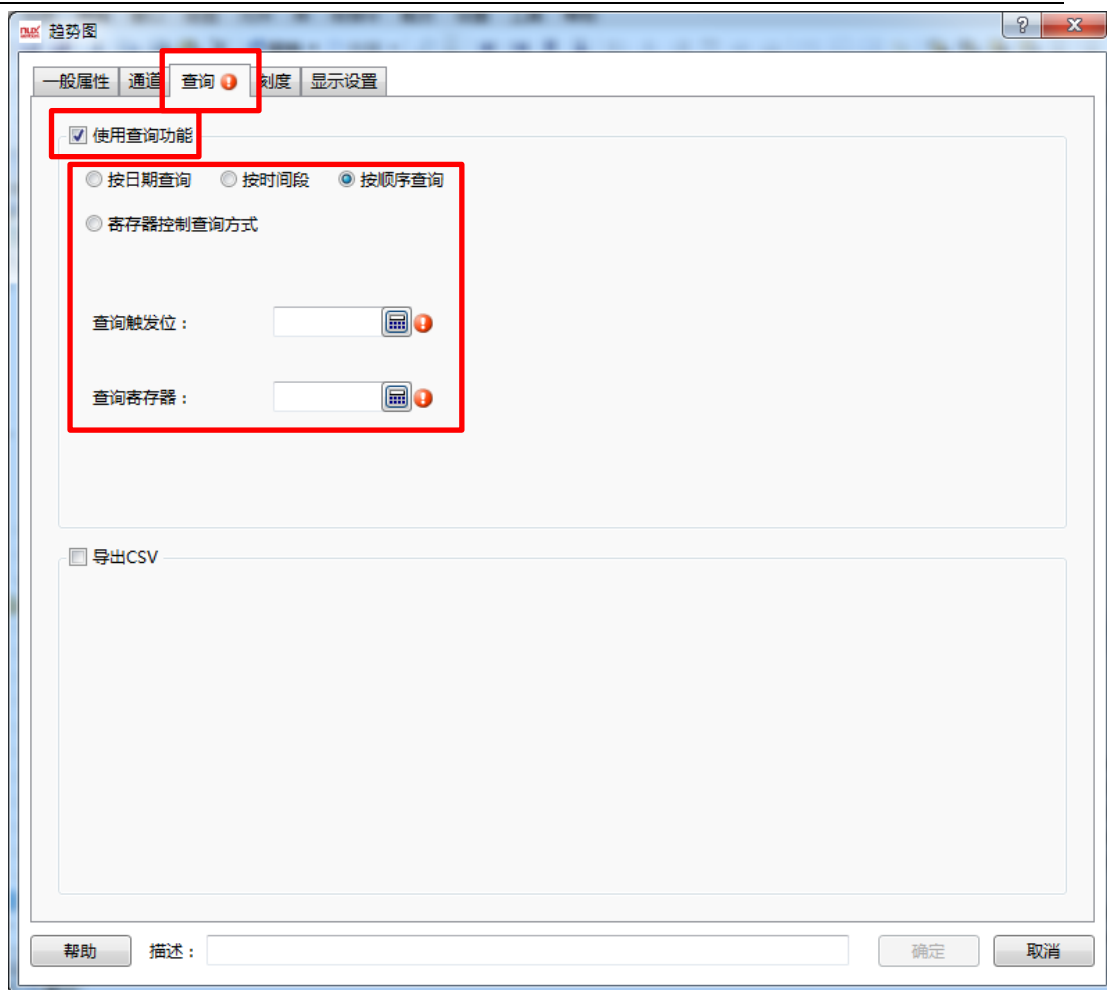 趋势图
一般属性 通道 查询 刻度 显示设置
使用查询功能
按日期查询 按时间段 按顺序查询
寄存器控制查询方式
查询触发位：
查询寄存器：
导出CSV
帮助 描述： 确定 取消